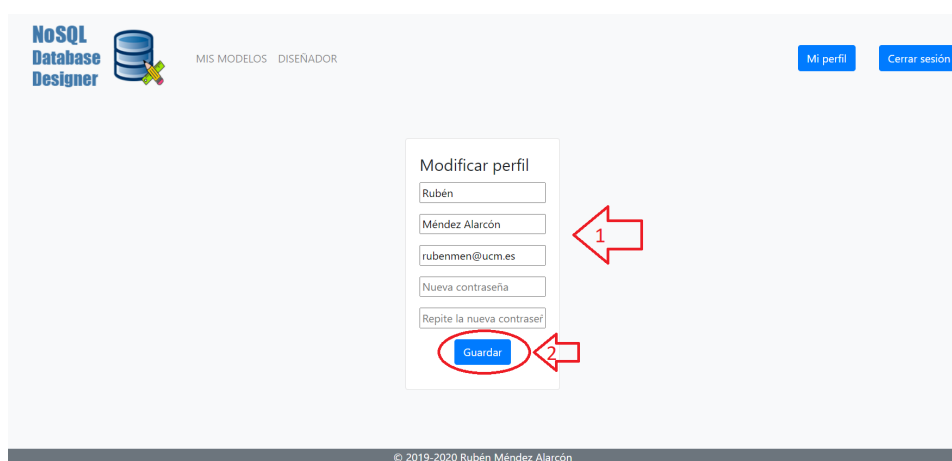 NoSQL
Database
Designer
MIS MODELOS DISEÑADOR
Mi perfil Cerrar sesión
Modificar perfil
Rubén
Méndez Alarcón
1
rubenmen@ucm.es
Nueva contraseña
Repite la nueva contraseñ
Guardar
2
© 2019-2020 Rubén Méndez Alarcón